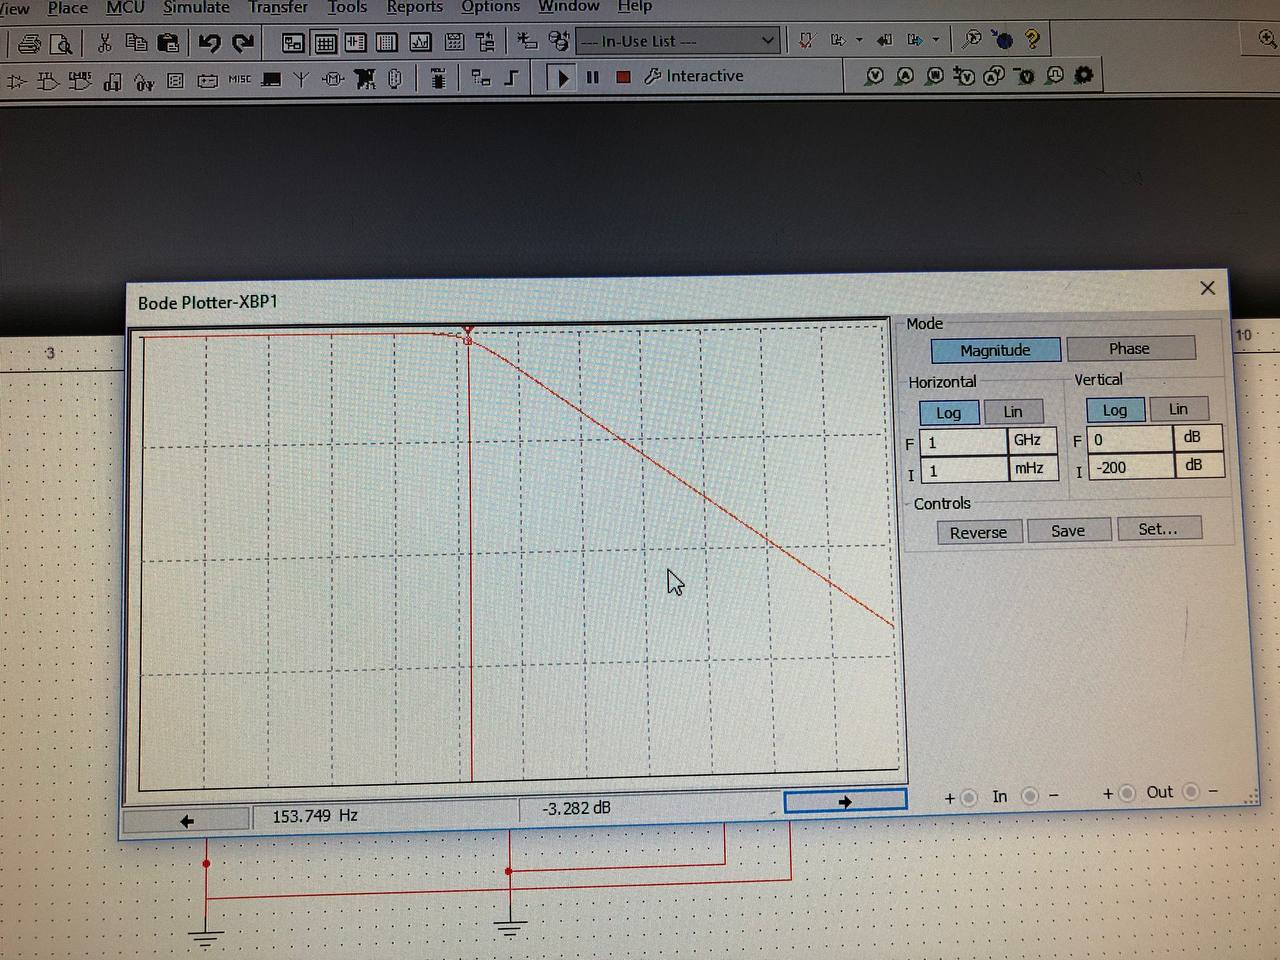 View Place MCU Simulate Transfer Tools Reports Options Window Help
--- In-Use List ---
MISC
Interactive
3
10
Bode Plotter-XBP1
Mode
Magnitude Phase
Horizontal Vertical
Log Lin Log Lin
F 1 GHz F 0 dB
I 1 mHz I -200 dB
Controls
Reverse Save Set...
+ In - + Out -
153.749 Hz -3.282 dB